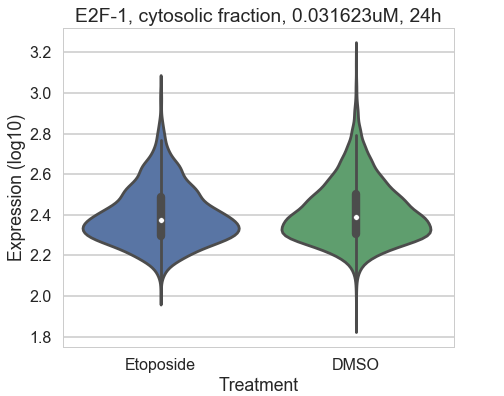 E2F-1, cytosolic fraction, 0.031623uM, 24h
Expression (log10)
3.2
3.0
2.8
2.6
2.4
2.2
2.0
1.8
Etoposide DMSO
Treatment